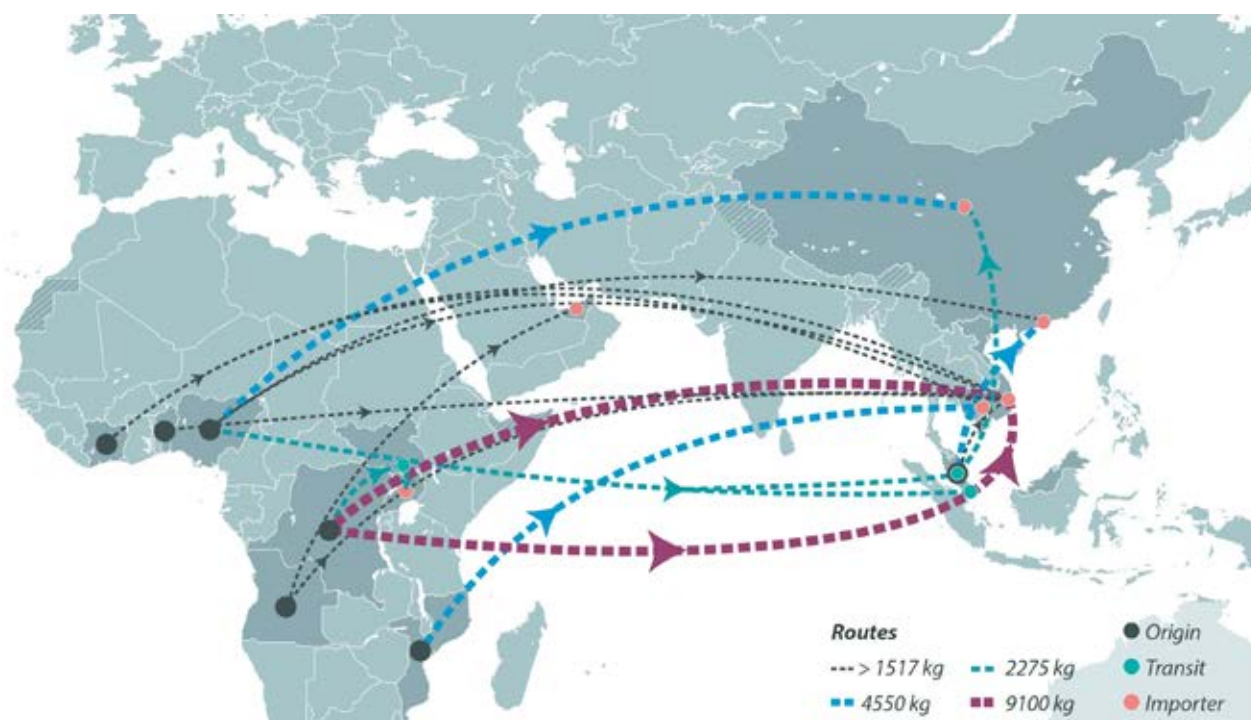 Routes
> 1517 kg
2275 kg
4550 kg
9100 kg
Origin
Transit
Importer